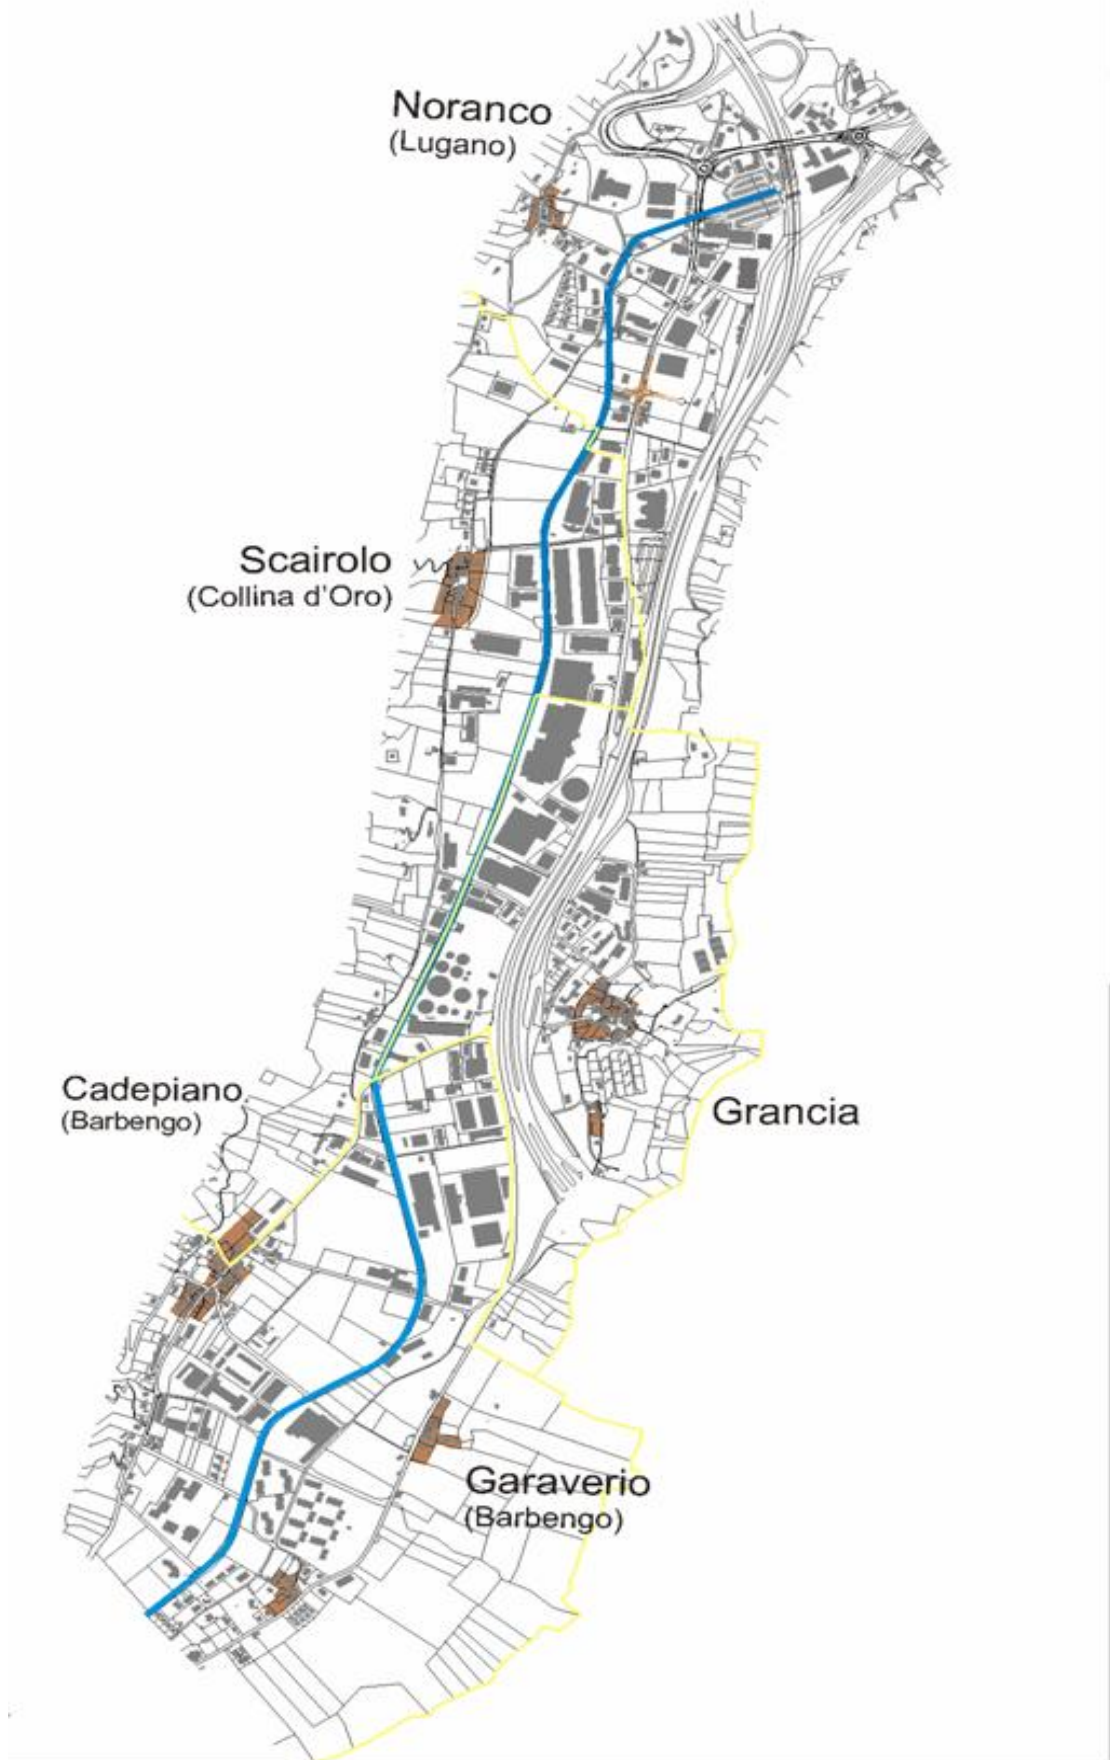 Noranco
(Lugano)
Scairolo
(Collina d'Oro)
Cadepiano
(Barbengo)
Grancia
Garaverio
(Barbengo)